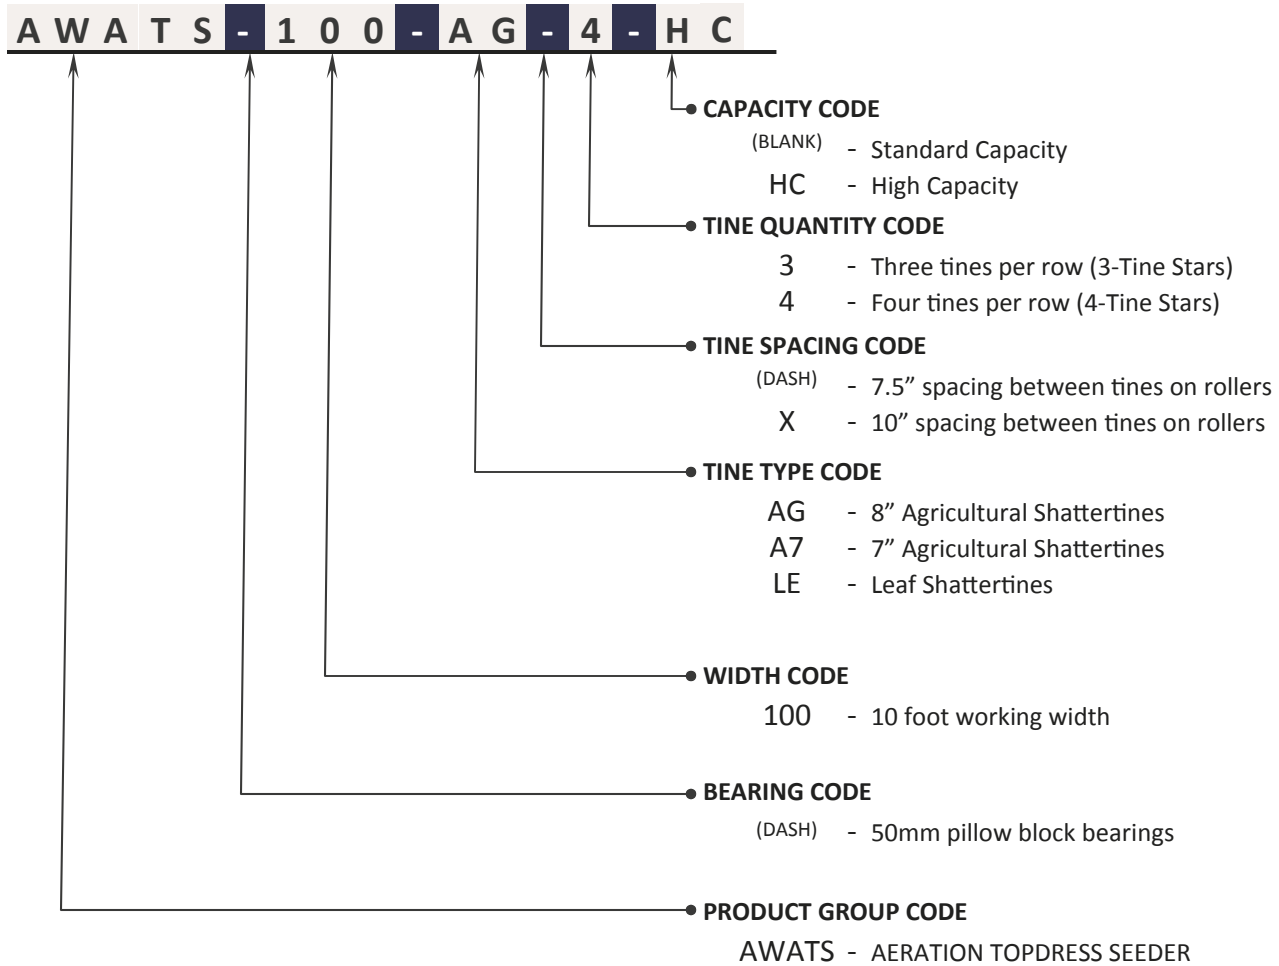 AWATS-100-AG-4-HC
CAPACITY CODE
(BLANK) - Standard Capacity
HC - High Capacity
TINE QUANTITY CODE
3 - Three tines per row (3-Tine Stars)
4 - Four tines per row (4-Tine Stars)
TINE SPACING CODE
(DASH) - 7.5” spacing between tines on rollers
X - 10” spacing between tines on rollers
TINE TYPE CODE
AG - 8” Agricultural Shattertines
A7 - 7” Agricultural Shattertines
LE - Leaf Shattertines
WIDTH CODE
100 - 10 foot working width
BEARING CODE
(DASH) - 50mm pillow block bearings
PRODUCT GROUP CODE
AWATS - AERATION TOPDRESS SEEDER